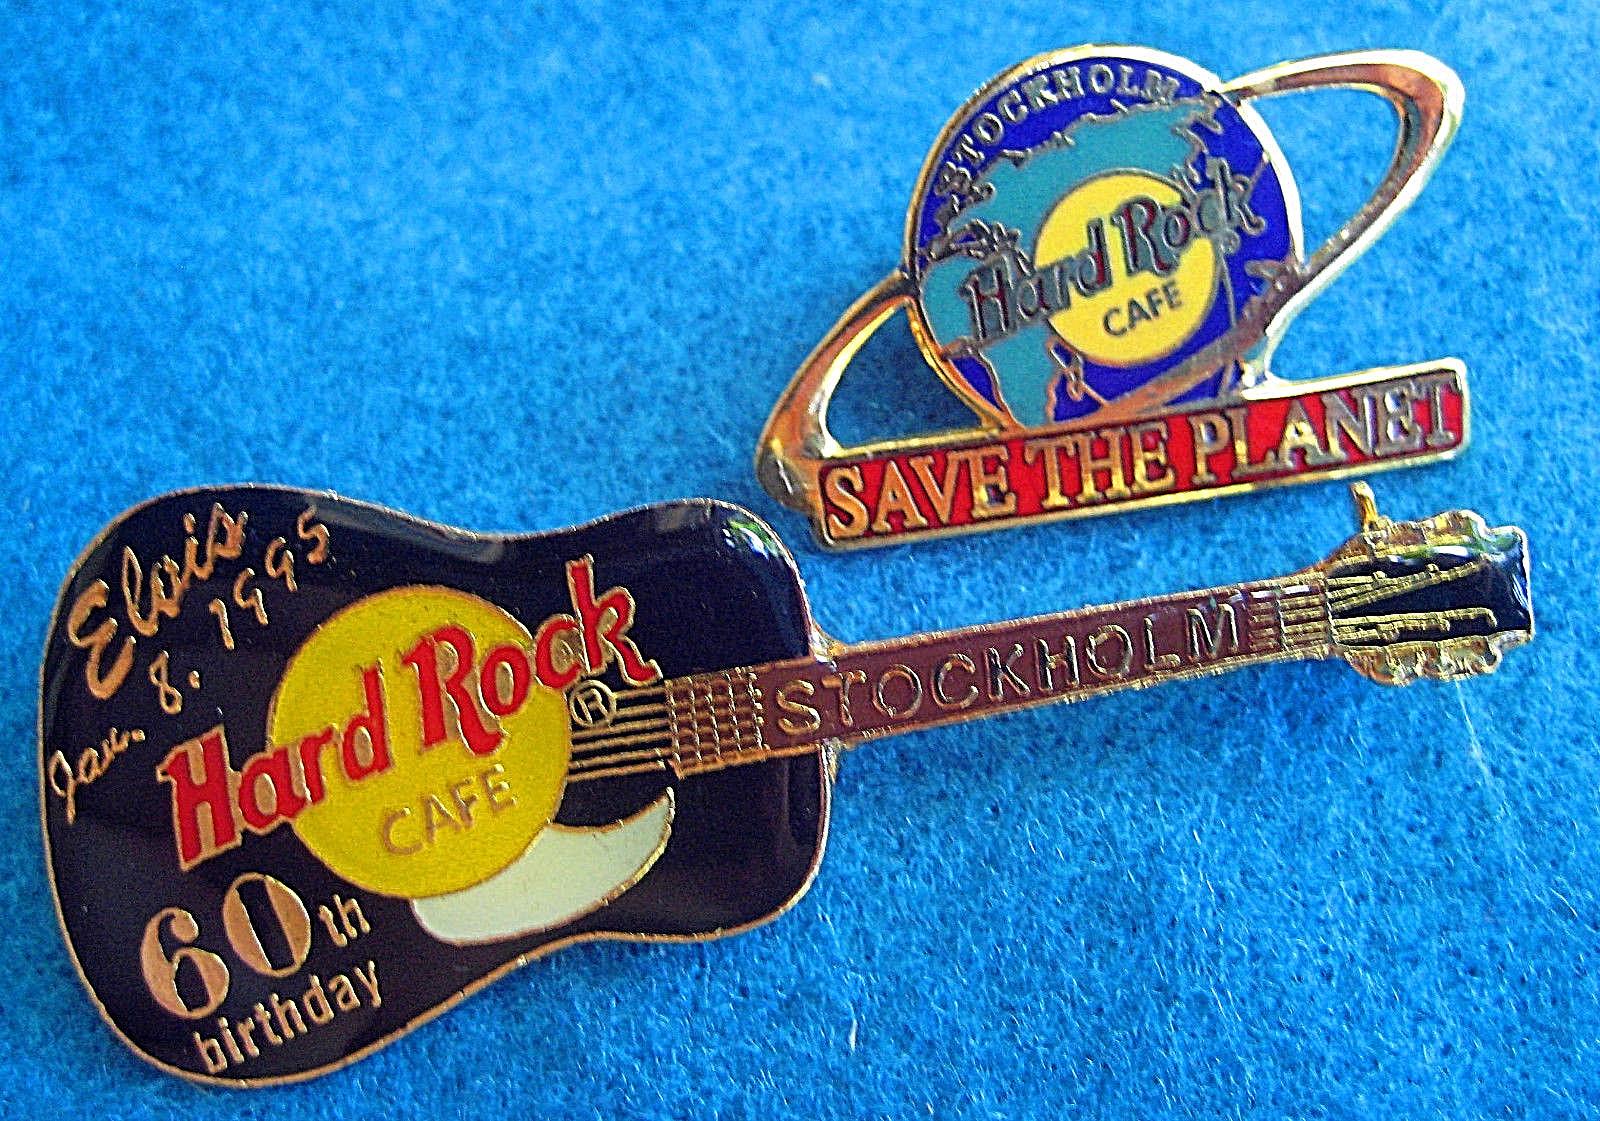 STOCKHOLM
Hard Rock
CAFE
SAVE THE PLANET
Elvis
Jan. 8. 1995
Hard Rock
®
CAFE
STOCKHOLM
60th
birthday